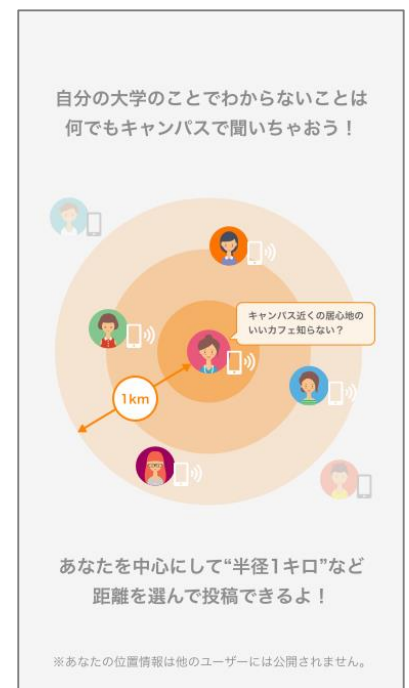 自分の大学のことでわからないことは
何でもキャンパスで聞いちゃおう！
キャンパス近くの居心地の
いいカフェ知らない？
1km
あなたを中心にして“半径1キロ”など
距離を選んで投稿できるよ！
※あなたの位置情報は他のユーザーには公開されません。